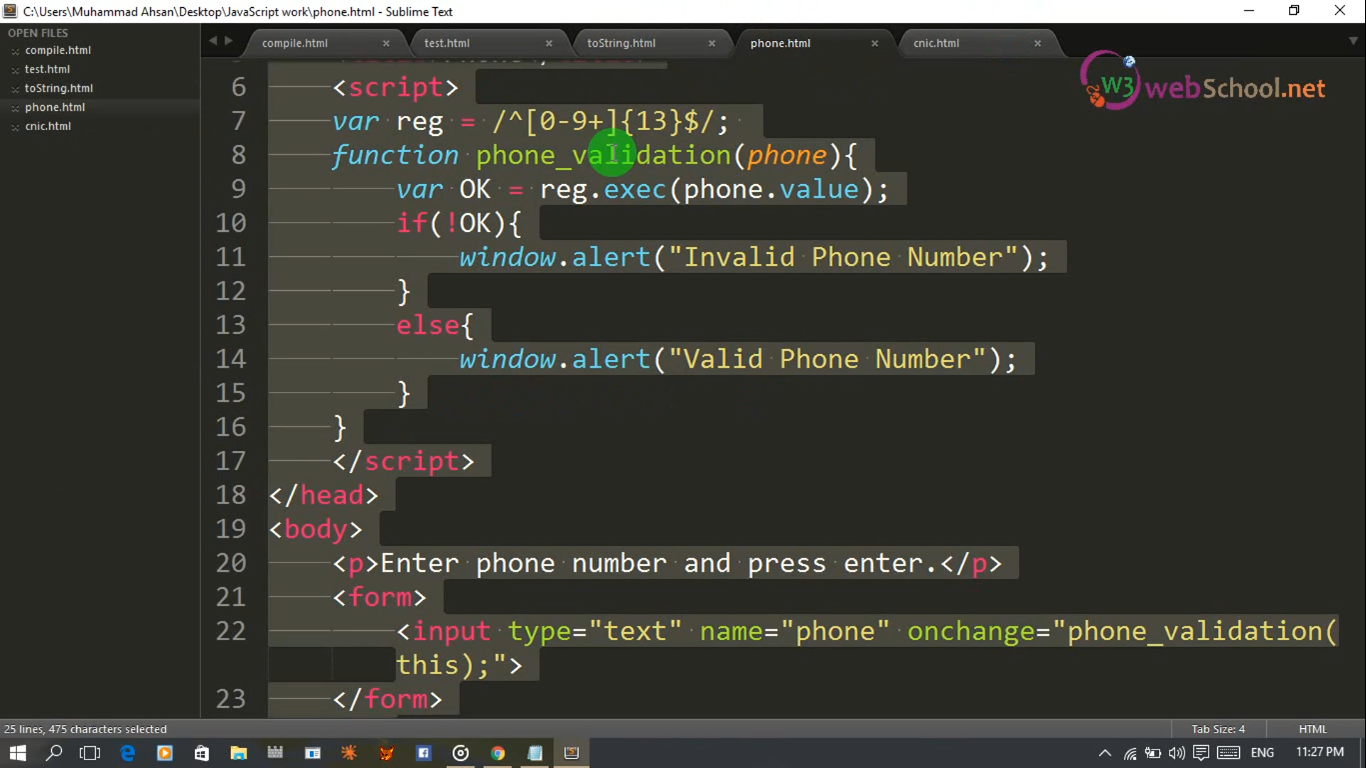 C:\Users\Muhammad Ahsan\Desktop\JavaScript work\phone.html - Sublime Text
OPEN FILES
compile.html
test.html
toString.html
phone.html
cnic.html
compile.html
test.html
toString.html
phone.html
cnic.html
W3 webSchool.net
6 <script>
7 var reg = /^[0-9+]{13}$/;
8 function phone_validation(phone){
9 var OK = reg.exec(phone.value);
10 if(!OK){
11 window.alert("Invalid Phone Number");
12 }
13 else{
14 window.alert("Valid Phone Number");
15 }
16 }
17 </script>
18 </head>
19 <body>
20 <p>Enter phone number and press enter.</p>
21 <form>
22 <input type="text" name="phone" onchange="phone_validation(
this);">
23 </form>
25 lines, 475 characters selected
Tab Size: 4
HTML
ENG
11:27 PM